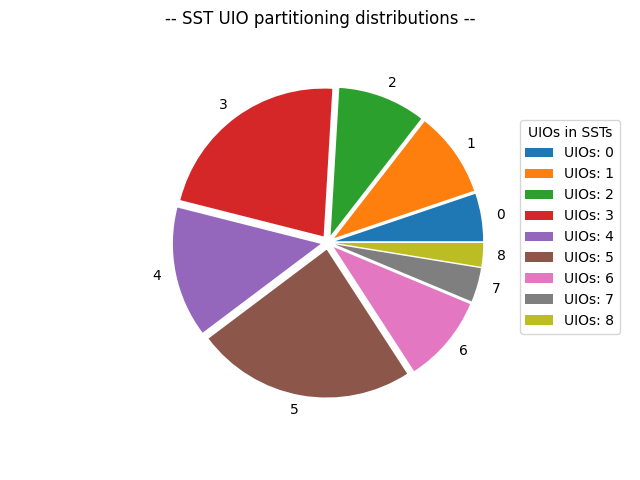 -- SST UIO partitioning distributions --
2
3
1
0
8
7
6
5
4
UIOs in SSTs
UIOs: 0
UIOs: 1
UIOs: 2
UIOs: 3
UIOs: 4
UIOs: 5
UIOs: 6
UIOs: 7
UIOs: 8